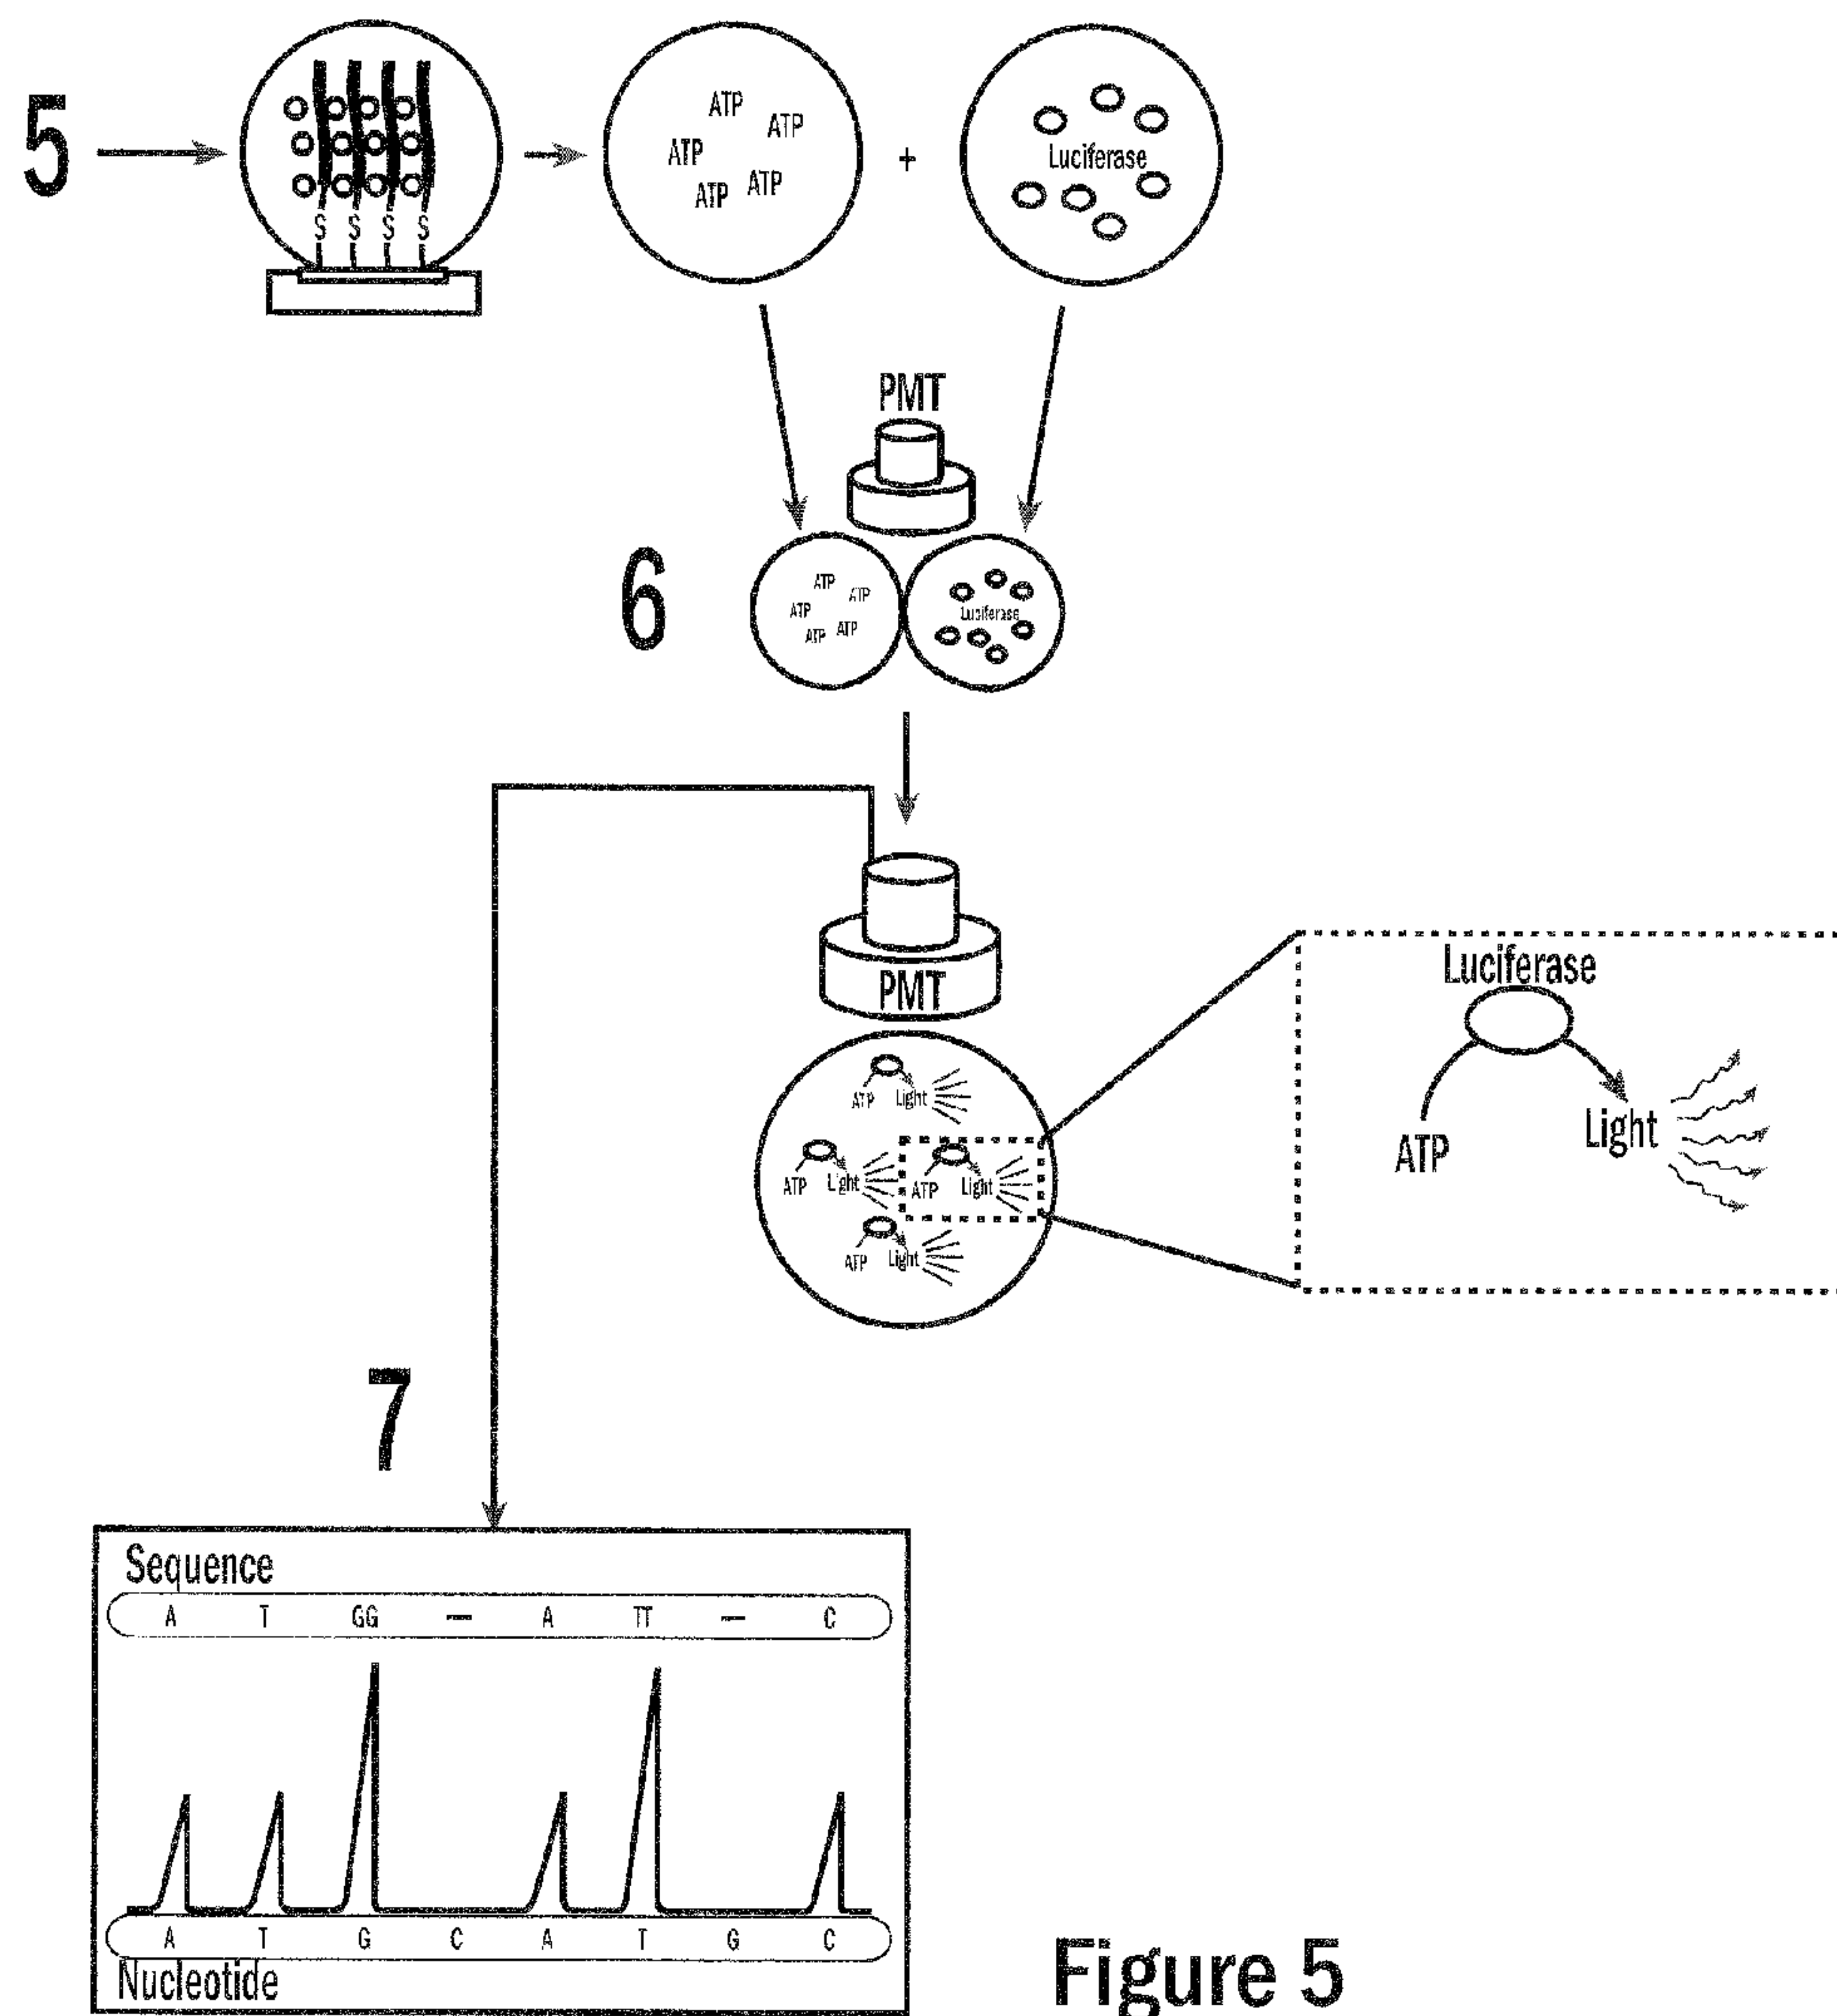 5
S S S S
ATP
ATP
ATP
ATP
ATP
+
Luciferase
PMT
6
ATP
ATP
ATP
ATP
ATP
Luciferase
PMT
ATP Light
ATP Light
ATP Light
ATP Light
Luciferase
ATP
Light
7
Sequence
A T GG — A TT — C
A T G C A T G C
Nucleotide
Figure 5